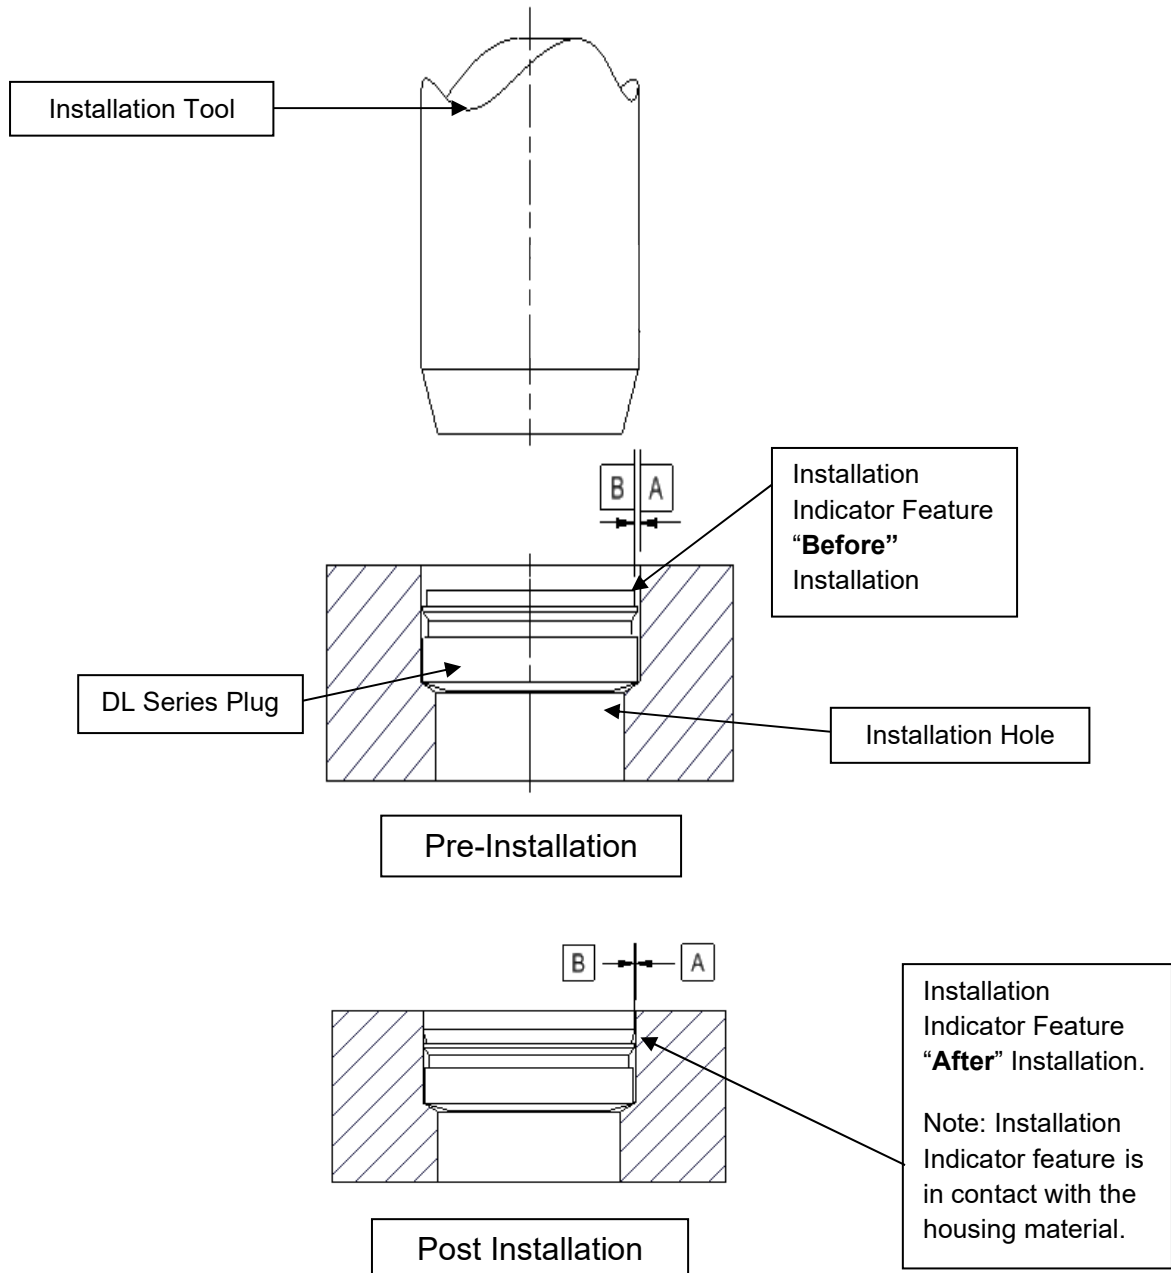 Installation Tool
B A
Installation
Indicator Feature
“Before”
Installation
DL Series Plug
Installation Hole
Pre-Installation
B A
Installation
Indicator Feature
“After” Installation.
Note: Installation
Indicator feature is
in contact with the
housing material.
Post Installation